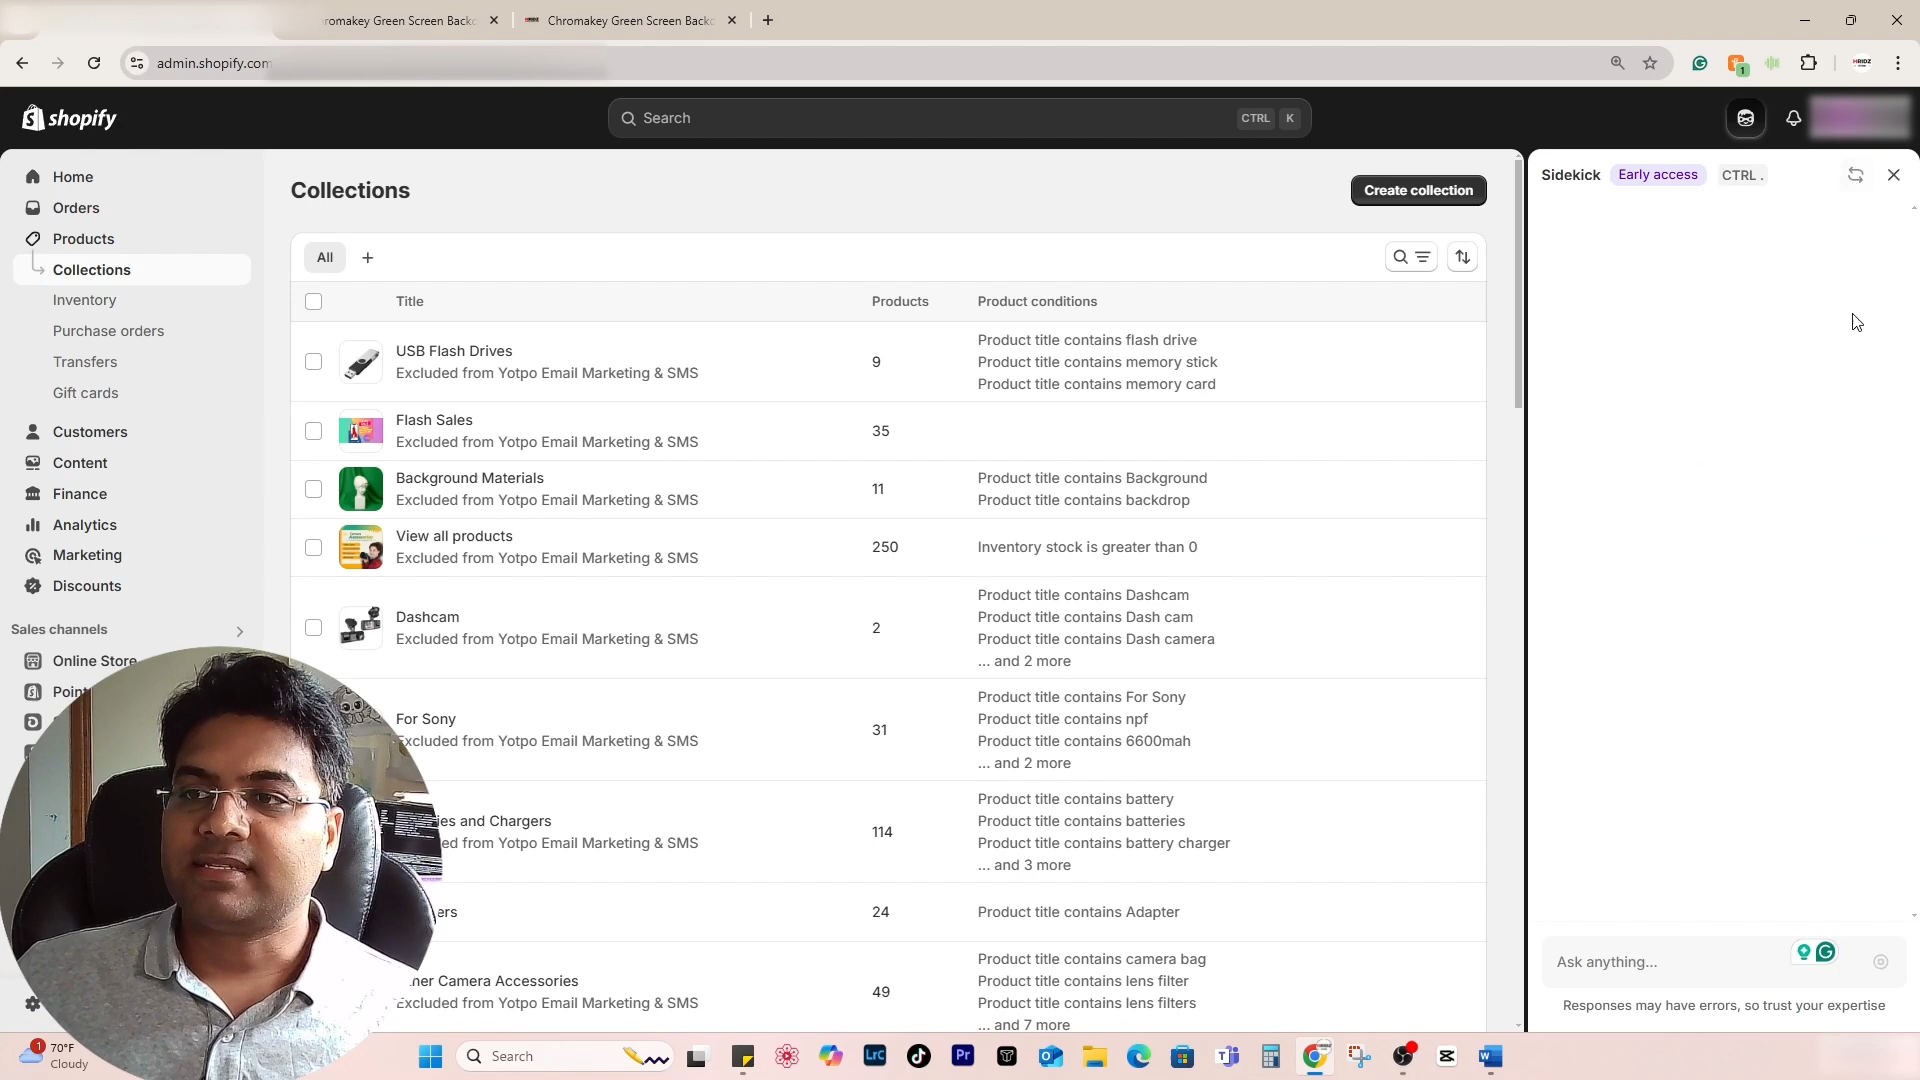 romakey Green Screen Backg
Chromakey Green Screen Backg
admin.shopify.com
HRIDZ
1
shopify
Search
CTRL K
Home
Orders
Products
Collections
Inventory
Purchase orders
Transfers
Gift cards
Customers
Content
Finance
Analytics
Marketing
Discounts
Sales channels
Online Store
Point
Collections
Create collection
All
Title Products Product conditions
USB Flash Drives
Excluded from Yotpo Email Marketing & SMS
9
Product title contains flash drive
Product title contains memory stick
Product title contains memory card
Flash Sales
Excluded from Yotpo Email Marketing & SMS
35
Background Materials
Excluded from Yotpo Email Marketing & SMS
11
Product title contains Background
Product title contains backdrop
View all products
Excluded from Yotpo Email Marketing & SMS
250
Inventory stock is greater than 0
Dashcam
Excluded from Yotpo Email Marketing & SMS
2
Product title contains Dashcam
Product title contains Dash cam
Product title contains Dash camera
... and 2 more
For Sony
Excluded from Yotpo Email Marketing & SMS
31
Product title contains For Sony
Product title contains npf
Product title contains 6600mah
... and 2 more
ies and Chargers
ed from Yotpo Email Marketing & SMS
114
Product title contains battery
Product title contains batteries
Product title contains battery charger
... and 3 more
ers
24
Product title contains Adapter
her Camera Accessories
Excluded from Yotpo Email Marketing & SMS
49
Product title contains camera bag
Product title contains lens filter
Product title contains lens filters
... and 7 more
Sidekick Early access CTRL .
Ask anything...
Responses may have errors, so trust your expertise
1
70°F
Cloudy
Search
LrC
Pr